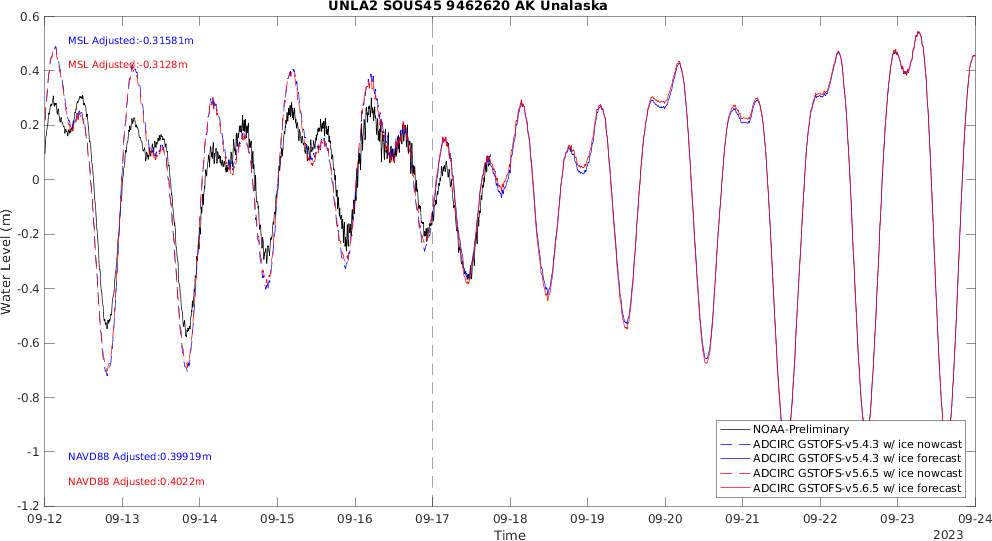 UNLA2 SOUS45 9462620 AK Unalaska
0.6
MSL Adjusted:-0.31581m
MSL Adjusted:-0.3128m
0.4
0.2
0
-0.2
-0.4
-0.6
-0.8
-1
-1.2
Water Level (m)
NAVD88 Adjusted:0.39919m
NAVD88 Adjusted:0.4022m
NOAA-Preliminary
ADCIRC GSTOFS-v5.4.3 w/ ice nowcast
ADCIRC GSTOFS-v5.4.3 w/ ice forecast
ADCIRC GSTOFS-v5.6.5 w/ ice nowcast
ADCIRC GSTOFS-v5.6.5 w/ ice forecast
09-12 09-13 09-14 09-15 09-16 09-17 09-18 09-19 09-20 09-21 09-22 09-23 09-24
Time
2023